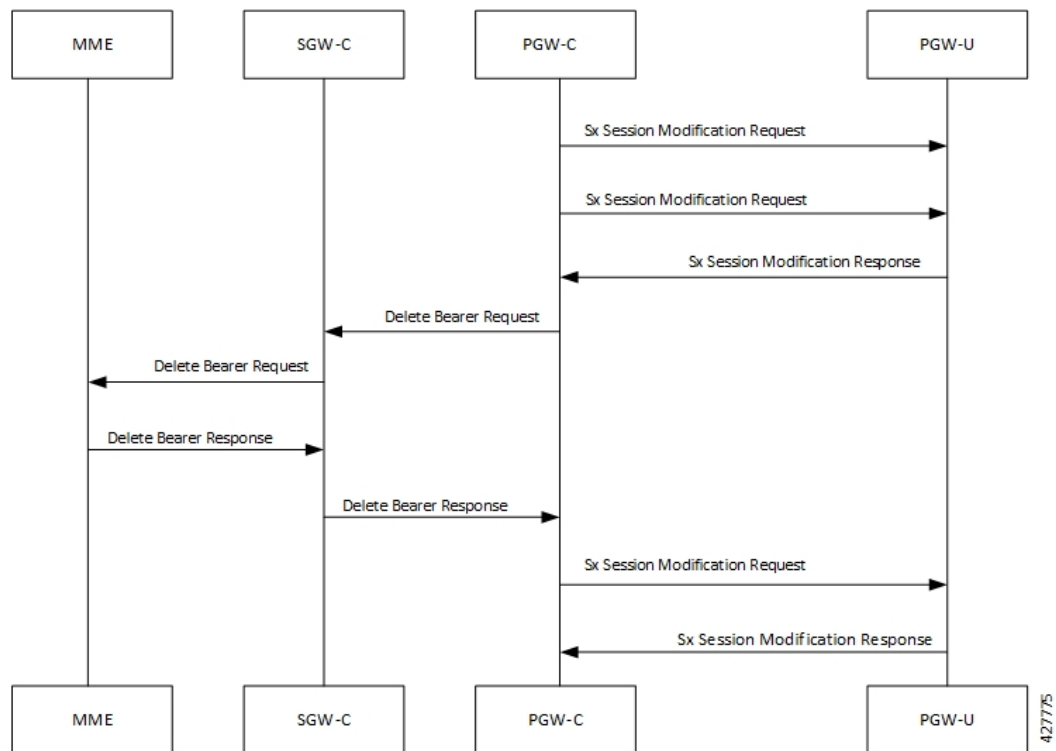 MME
SGW-C
PGW-C
PGW-U
Sx Session Modification Request
Sx Session Modification Request
Sx Session Modification Response
Delete Bearer Request
Delete Bearer Request
Delete Bearer Response
Delete Bearer Response
Sx Session Modification Request
Sx Session Modification Response
MME
SGW-C
PGW-C
PGW-U
427775